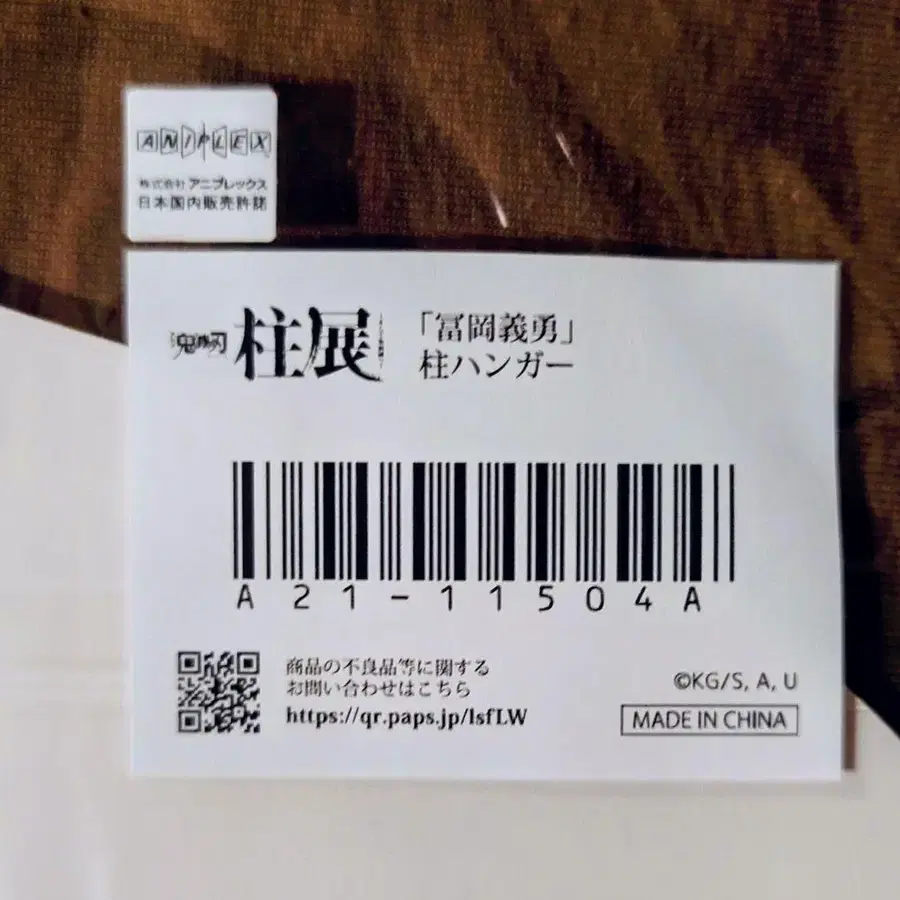 ANIPLEX
株式会社 アニプレックス
日本国内販売許諾
鬼滅の刃 柱展
「冨岡義勇」
柱ハンガー
A21-11504A
商品の不良品等に関する
お問い合わせはこちら
https://qr.paps.jp/lsfLW
©KG/S, A, U
MADE IN CHINA